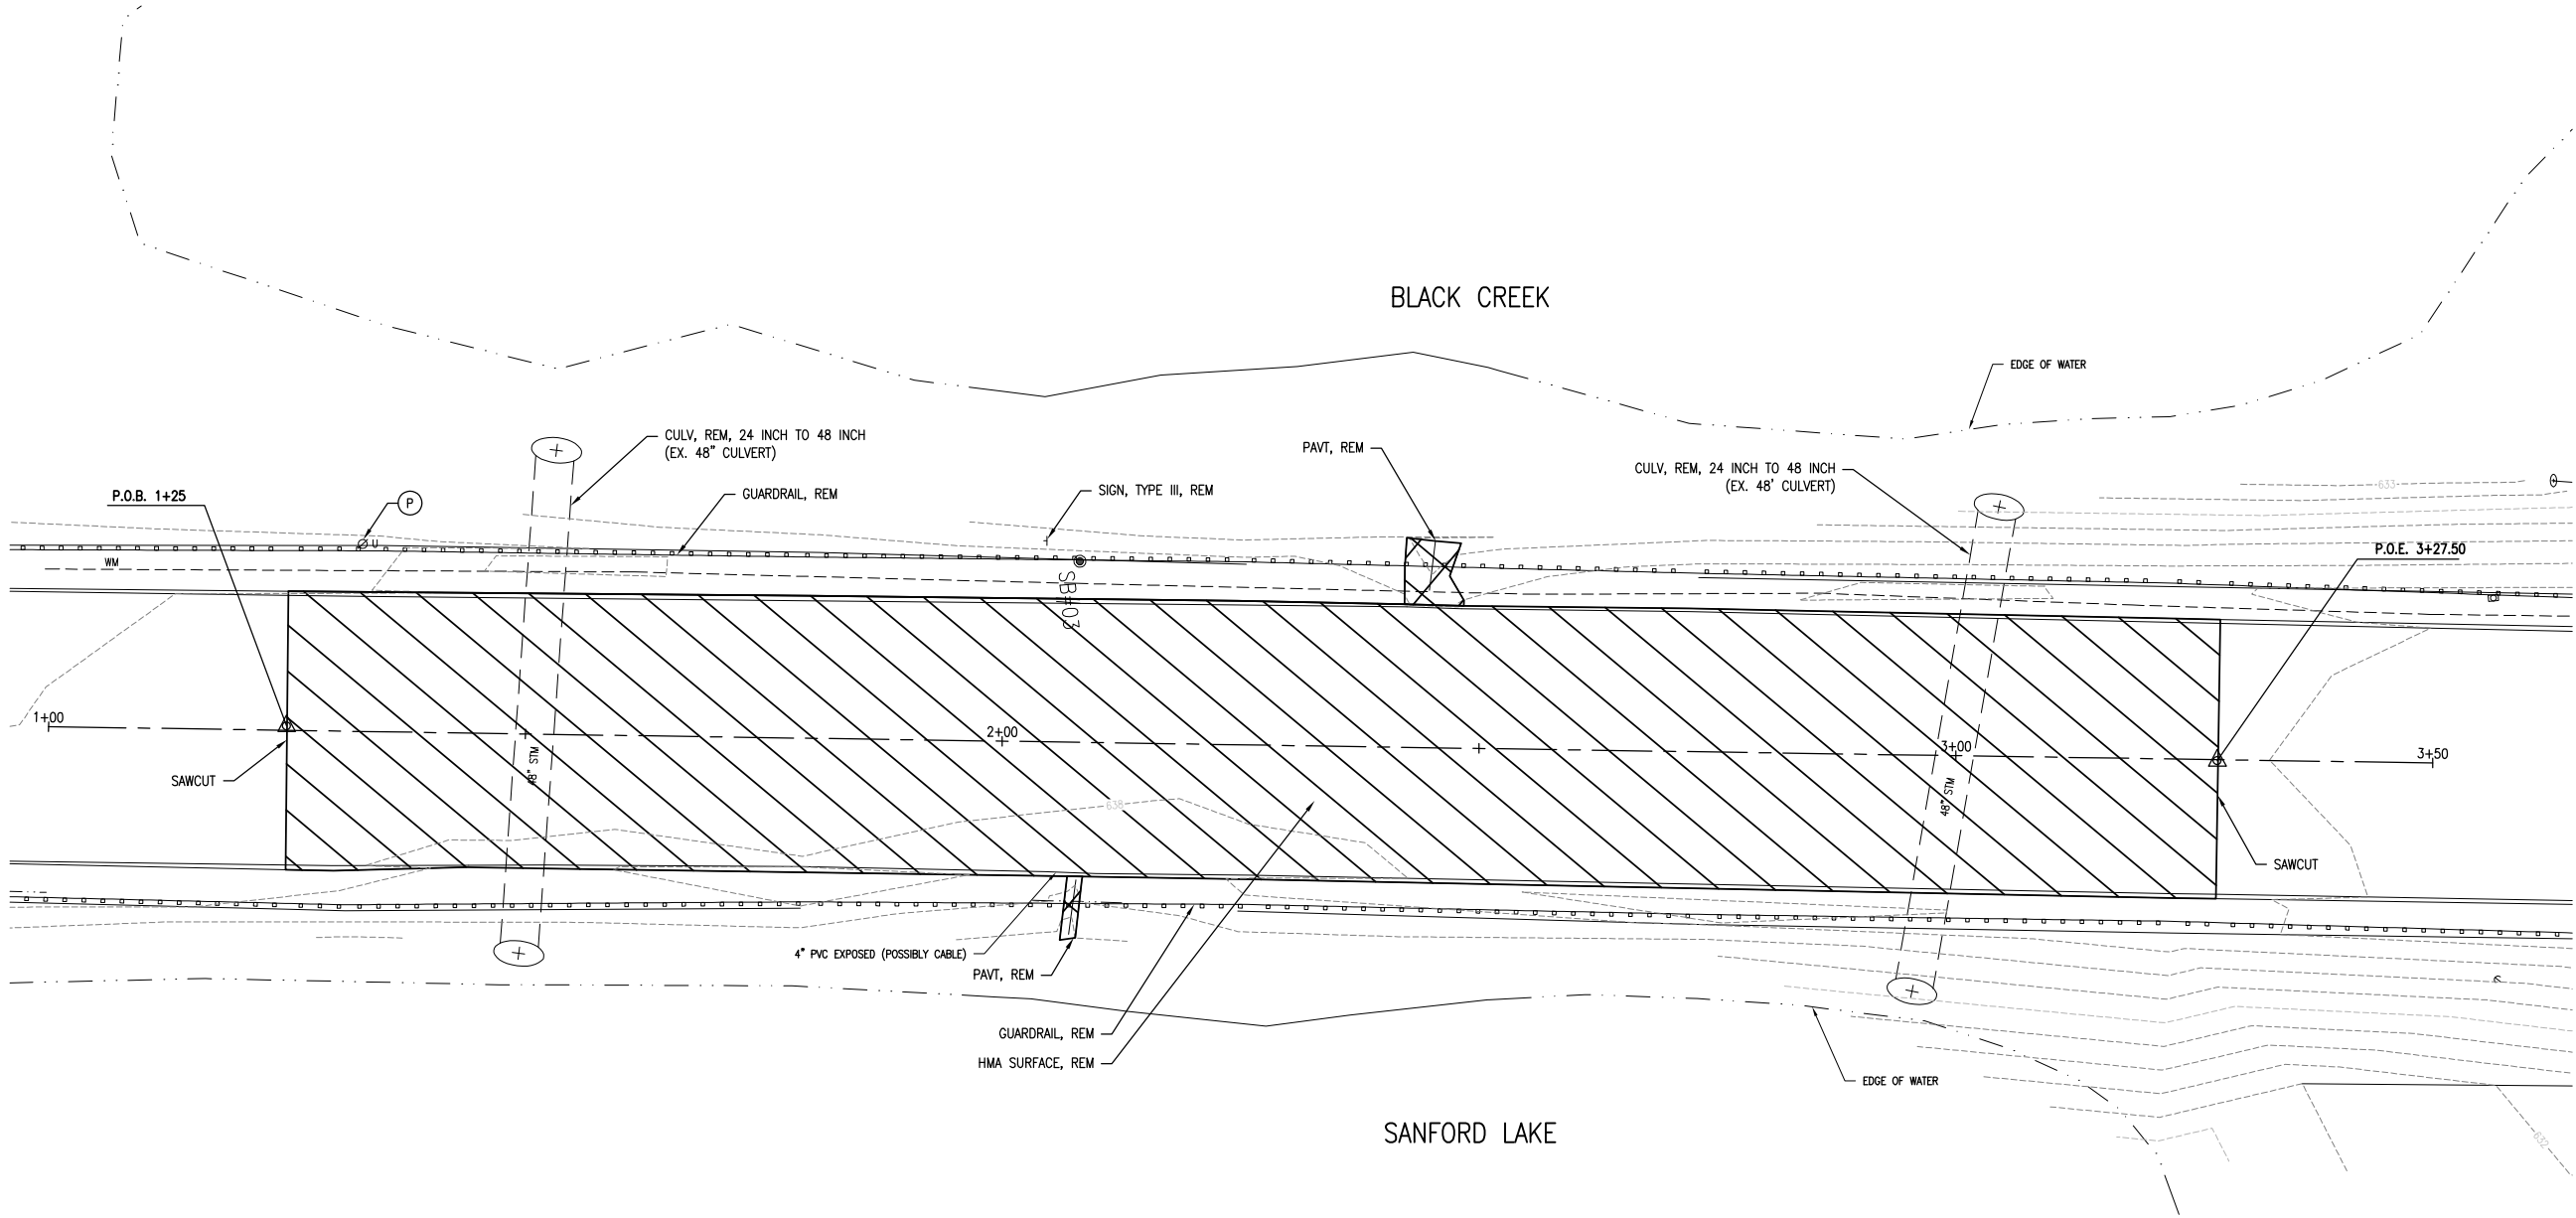 BLACK CREEK
EDGE OF WATER
CULV, REM, 24 INCH TO 48 INCH
(EX. 48" CULVERT)
PAVT, REM
CULV, REM, 24 INCH TO 48 INCH
(EX. 48' CULVERT)
P.O.B. 1+25
P
GUARDRAIL, REM
SIGN, TYPE III, REM
633
U
WM
P.O.E. 3+27.50
SB-03
1+00
2+00
3+00
3+50
48" STM
48" STM
SAWCUT
638
SAWCUT
4" PVC EXPOSED (POSSIBLY CABLE)
PAVT, REM
GUARDRAIL, REM
HMA SURFACE, REM
EDGE OF WATER
SANFORD LAKE
632